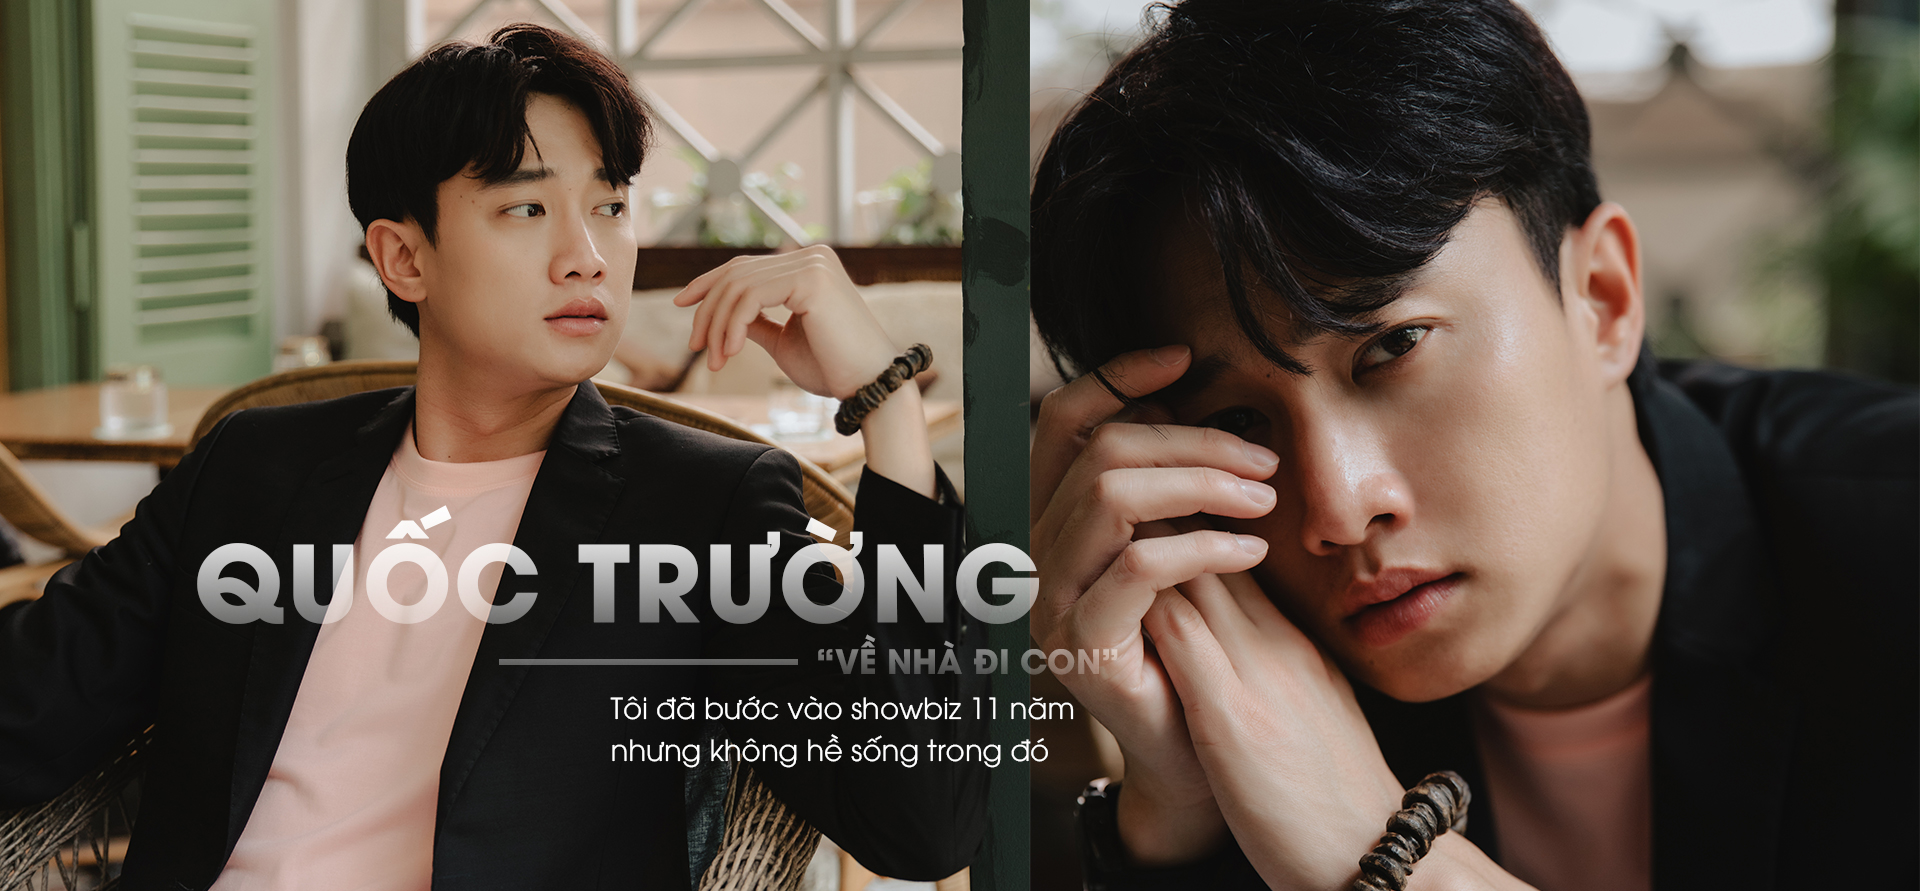 QUỐC TRƯỜNG
“VỀ NHÀ ĐI CON”
Tôi đã bước vào showbiz 11 năm
nhưng không hề sống trong đó